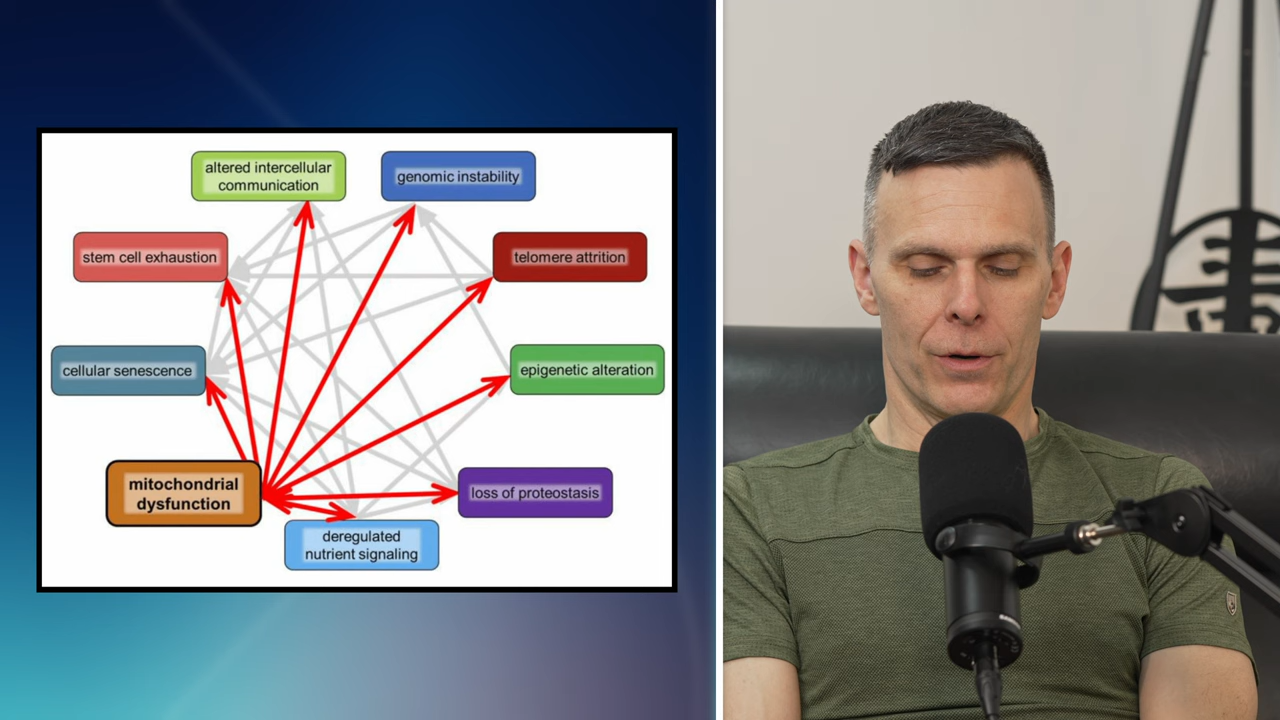 altered intercellular
communication
genomic instability
stem cell exhaustion
telomere attrition
cellular senescence
epigenetic alteration
mitochondrial
dysfunction
loss of proteostasis
deregulated
nutrient signaling